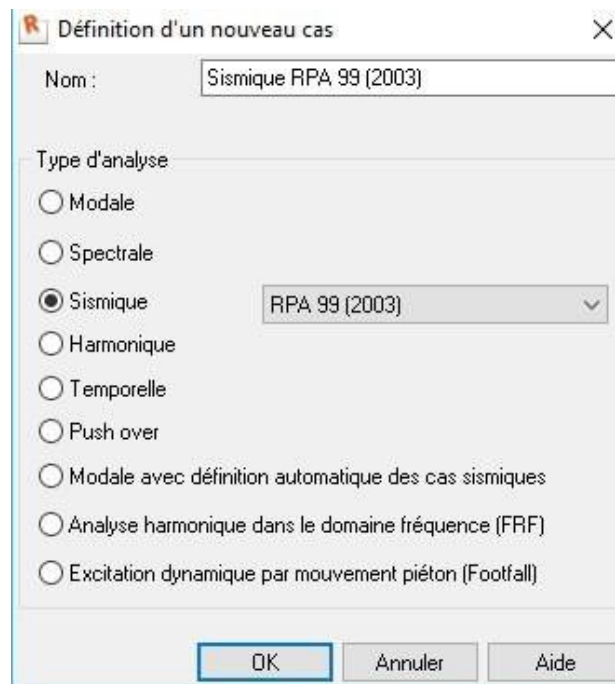 Définition d'un nouveau cas
Nom : Sismique RPA 99 (2003)
Type d'analyse
Modale
Spectrale
Sismique RPA 99 (2003)
Harmonique
Temporelle
Push over
Modale avec définition automatique des cas sismiques
Analyse harmonique dans le domaine fréquence (FRF)
Excitation dynamique par mouvement piéton (Footfall)
OK Annuler Aide